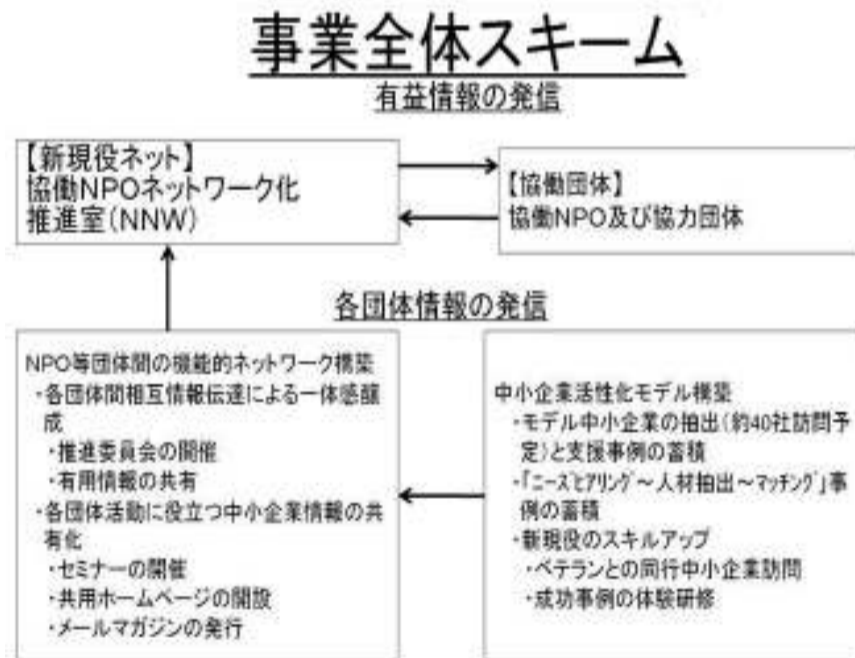 事業全体スキーム
有益情報の発信
【新現役ネット】
協働NPOネットワーク化
推進室(NNW)
【協働団体】
協働NPO及び協力団体
各団体情報の発信
NPO等団体間の機能的ネットワーク構築
・各団体間相互情報伝達による一体感醸
成
・推進委員会の開催
・有用情報の共有
・各団体活動に役立つ中小企業情報の共
有化
・セミナーの開催
・共用ホームページの開設
・メールマガジンの発行
中小企業活性化モデル構築
・モデル中小企業の抽出(約40社訪問予
定)と支援事例の蓄積
・「ニーズヒアリング～人材抽出～マッチング」事
例の蓄積
・新現役のスキルアップ
・ベテランとの同行中小企業訪問
・成功事例の体験研修